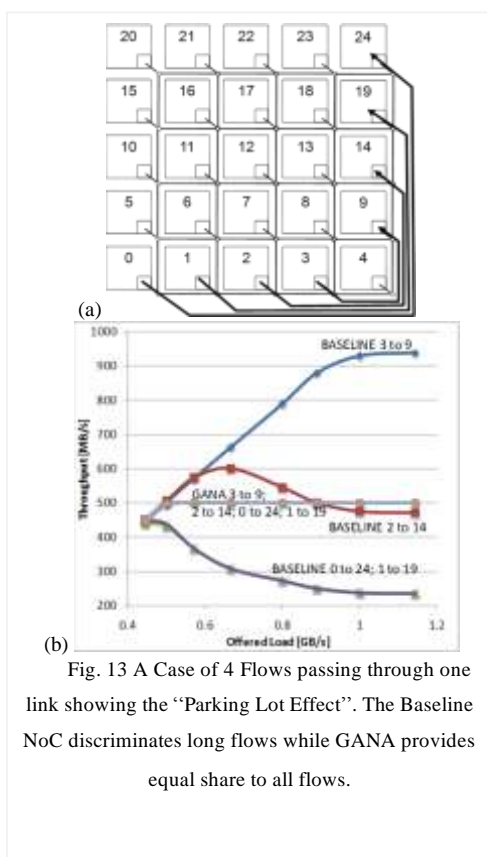 20 21 22 23 24
15 16 17 18 19
10 11 12 13 14
5 6 7 8 9
0 1 2 3 4
(a)
1000
900
800
700
600
500
400
300
200
Throughput [MB/s]
BASELINE 3 to 9
GANA 3 to 9;
2 to 14; 0 to 24; 1 to 19
BASELINE 2 to 14
BASELINE 0 to 24; 1 to 19
0.4 0.6 0.8 1 1.2
Offered Load [GB/s]
(b)
Fig. 13 A Case of 4 Flows passing through one
link showing the ‘‘Parking Lot Effect’’. The Baseline
NoC discriminates long flows while GANA provides
equal share to all flows.